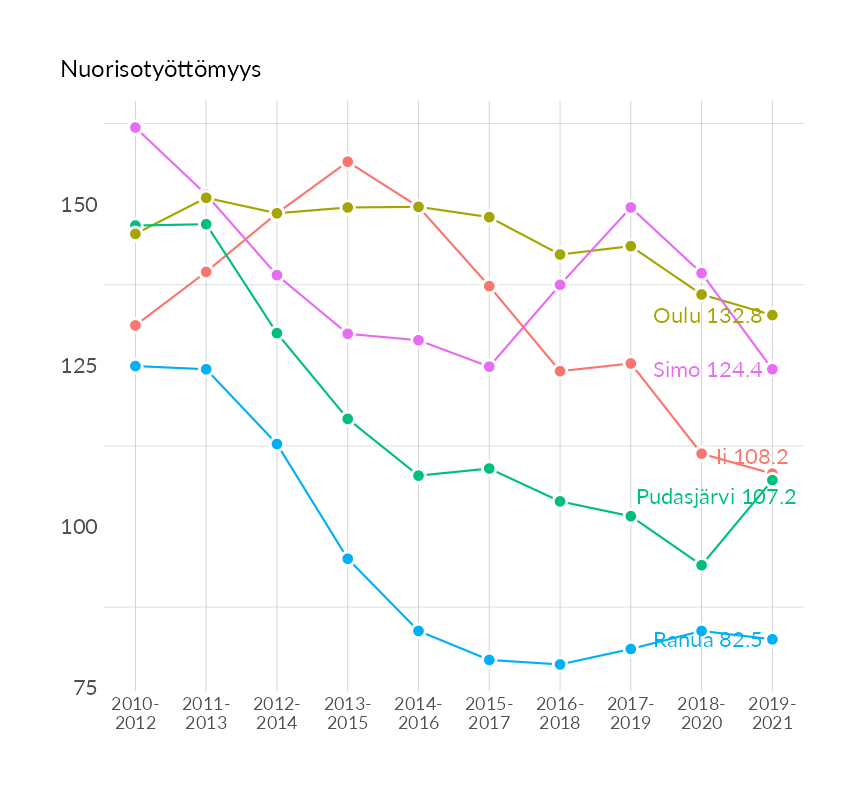 Nuorisotyöttömyys
150
125
100
75
Oulu 132.8
Simo 124.4
Ii 108.2
Pudasjärvi 107.2
Ranua 82.5
2010- 2011- 2012- 2013- 2014- 2015- 2016- 2017- 2018- 2019-
2012 2013 2014 2015 2016 2017 2018 2019 2020 2021